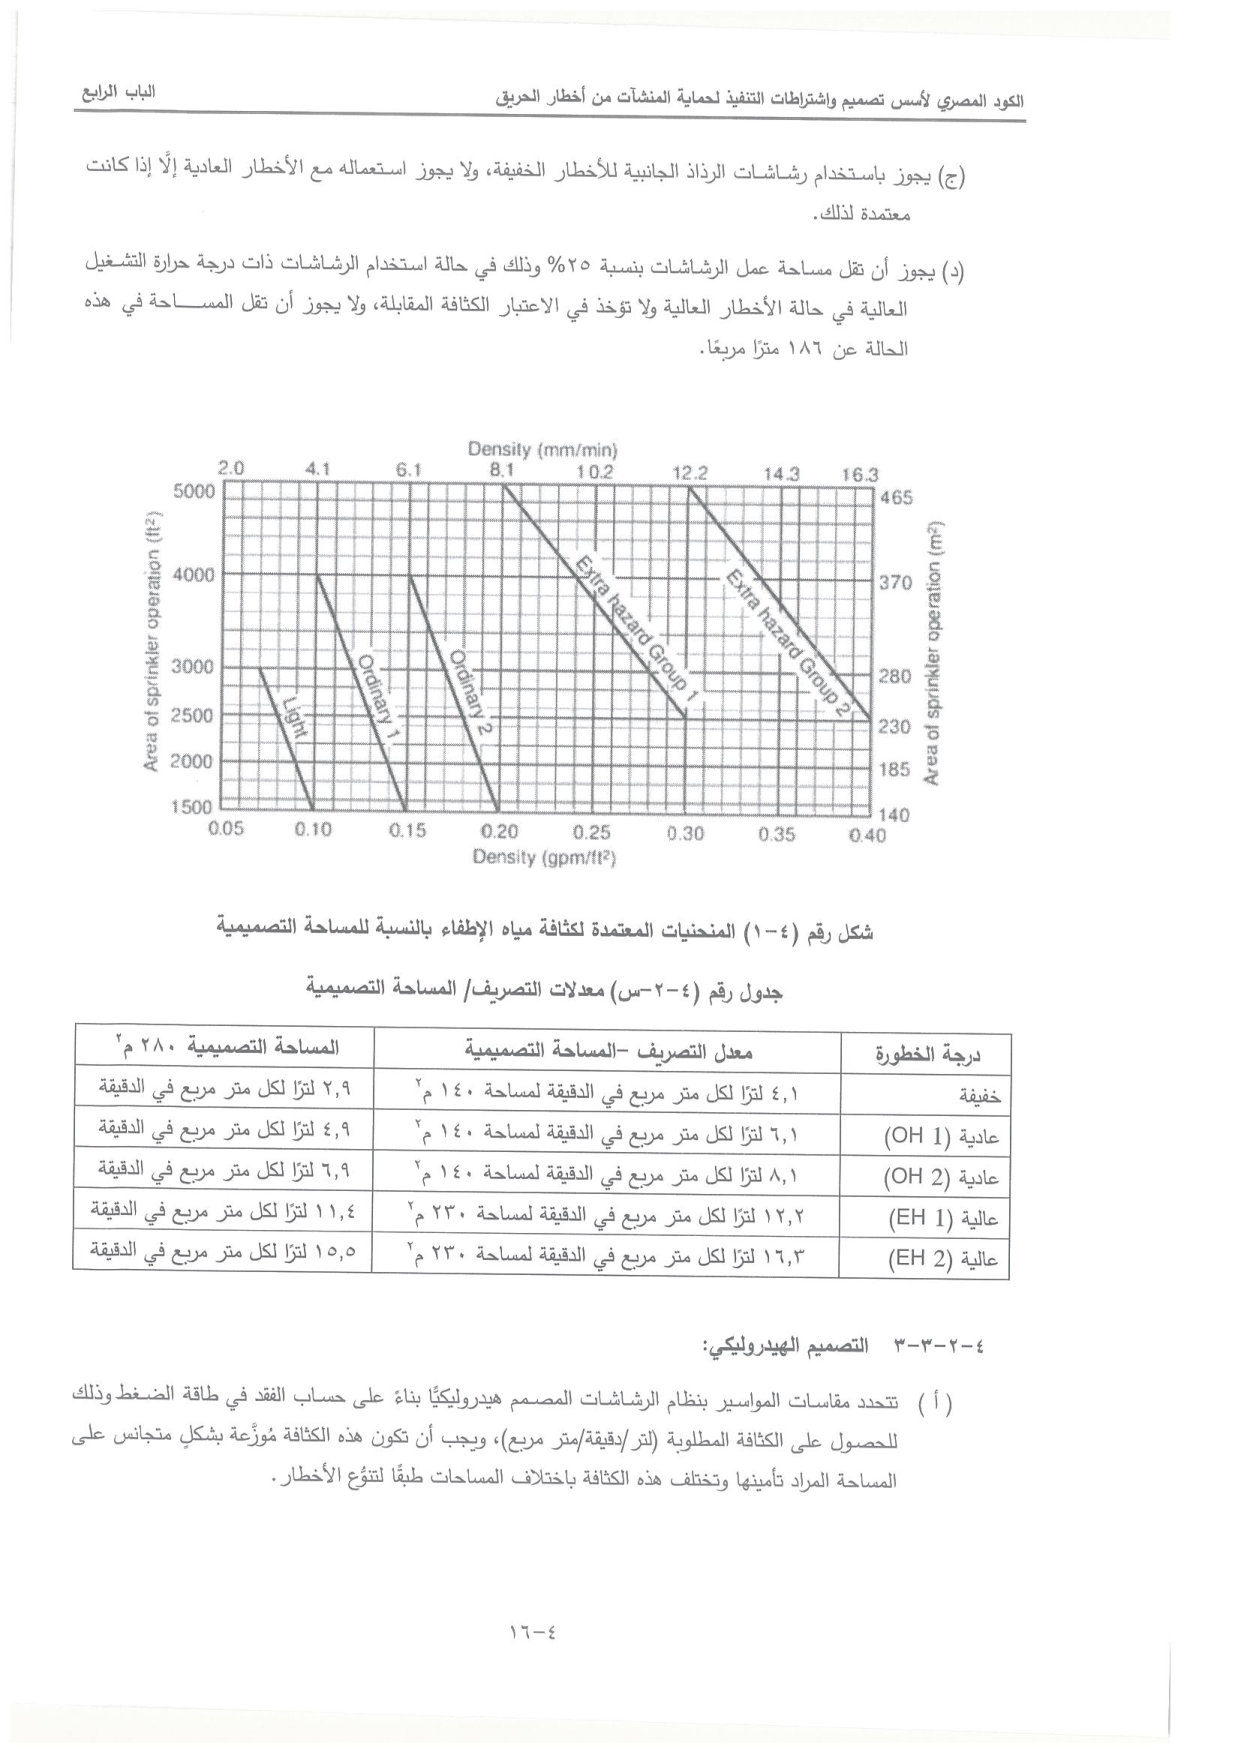 الكود المصري لأسس تصميم واشتراطات التنفيذ لحماية المنشآت من أخطار الحريق
الباب الرابع
(ج) يجوز باستخدام رشاشات الرذاذ الجانبية للأخطار الخفيفة، ولا يجوز استعماله مع الأخطار العادية إلَّا إذا كانت
معتمدة لذلك.
(د) يجوز أن تقل مساحة عمل الرشاشات بنسبة ٢٥% وذلك في حالة استخدام الرشاشات ذات درجة حرارة التشغيل
العالية في حالة الأخطار العالية ولا تؤخذ في الاعتبار الكثافة المقابلة، ولا يجوز أن تقل المساحة في هذه
الحالة عن ١٨٦ مترًا مربعًا.
Density (mm/min)
2.0 4.1 6.1 8.1 10.2 12.2 14.3 16.3
5000 465
4000 370
3000 280
2500 230
2000 185
1500 140
Area of sprinkler operation (ft²)
Area of sprinkler operation (m²)
Light
Ordinary 1
Ordinary 2
Extra hazard Group 1
Extra hazard Group 2
0.05 0.10 0.15 0.20 0.25 0.30 0.35 0.40
Density (gpm/ft²)
شكل رقم (٤-١) المنحنيات المعتمدة لكثافة مياه الإطفاء بالنسبة للمساحة التصميمية
جدول رقم (٤-٢-س) معدلات التصريف/ المساحة التصميمية
درجة الخطورة معدل التصريف –المساحة التصميمية المساحة التصميمية ٢٨٠ م٢
خفيفة ٤,١ لترًا لكل متر مربع في الدقيقة لمساحة ١٤٠ م٢ ٢,٩ لترًا لكل متر مربع في الدقيقة
عادية (OH 1) ٦,١ لترًا لكل متر مربع في الدقيقة لمساحة ١٤٠ م٢ ٤,٩ لترًا لكل متر مربع في الدقيقة
عادية (OH 2) ٨,١ لترًا لكل متر مربع في الدقيقة لمساحة ١٤٠ م٢ ٦,٩ لترًا لكل متر مربع في الدقيقة
عالية (EH 1) ١٢,٢ لترًا لكل متر مربع في الدقيقة لمساحة ٢٣٠ م٢ ١١,٤ لترًا لكل متر مربع في الدقيقة
عالية (EH 2) ١٦,٣ لترًا لكل متر مربع في الدقيقة لمساحة ٢٣٠ م٢ ١٥,٥ لترًا لكل متر مربع في الدقيقة
٤-٢-٣-٣ التصميم الهيدروليكي:
(أ) تتحدد مقاسات المواسير بنظام الرشاشات المصمم هيدروليكيًّا بناءً على حساب الفقد في طاقة الضغط وذلك
للحصول على الكثافة المطلوبة (لتر/دقيقة/متر مربع)، ويجب أن تكون هذه الكثافة مُوزَّعة بشكلٍ متجانس على
المساحة المراد تأمينها وتختلف هذه الكثافة باختلاف المساحات طبقًا لتنوُّع الأخطار.
٤-١٦